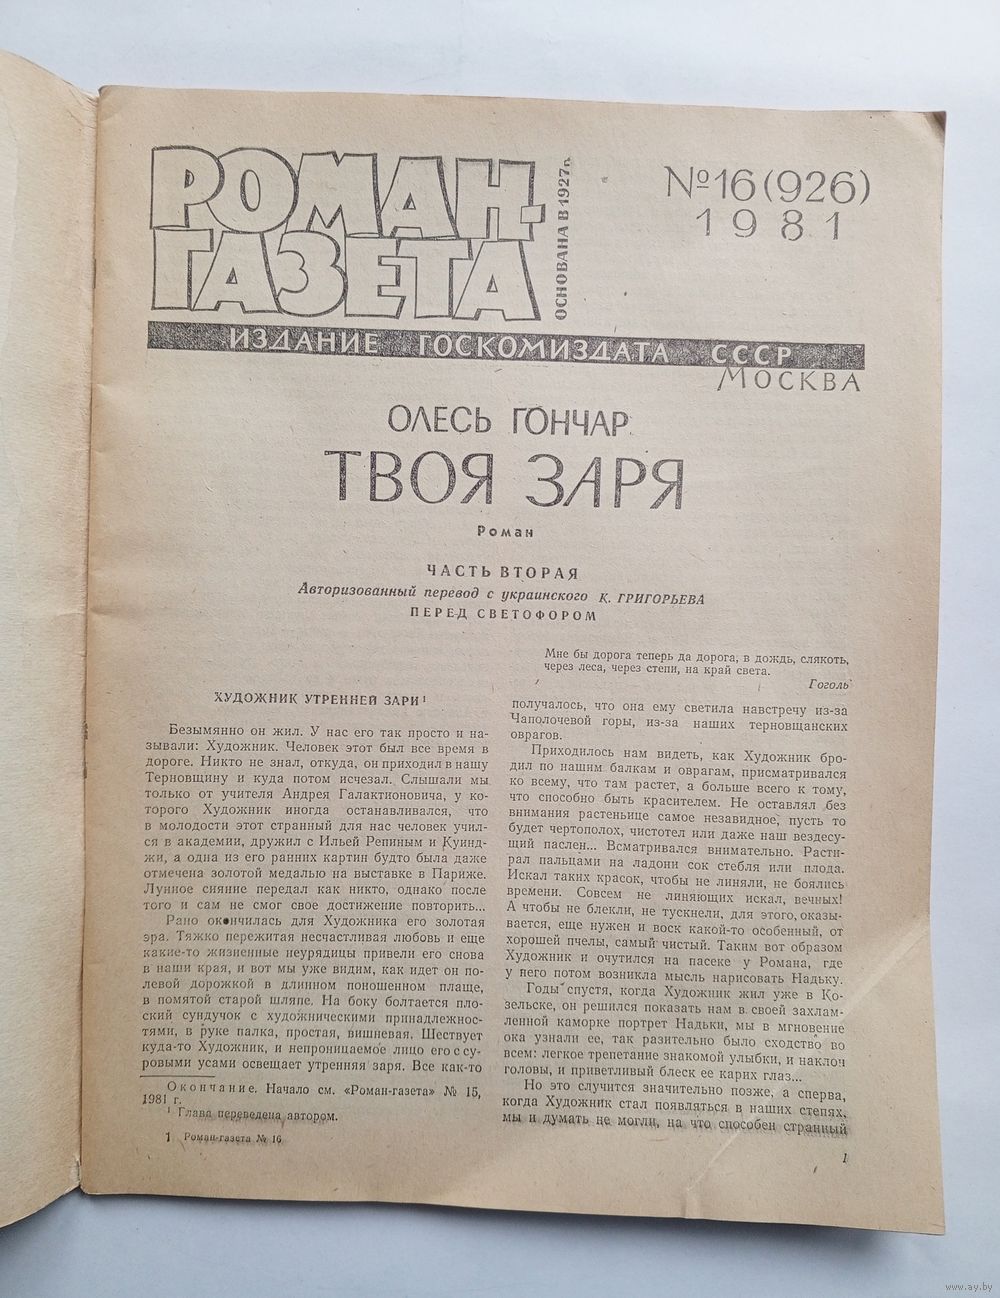 РОМАН-
ГАЗЕТА
ОСНОВАНА В 1927 г.
№ 16 (926)
1981
ИЗДАНИЕ ГОСКОМИЗДАТА СССР
МОСКВА
ОЛЕСЬ ГОНЧАР
ТВОЯ ЗАРЯ
Роман
ЧАСТЬ ВТОРАЯ
Авторизованный перевод с украинского К. ГРИГОРЬЕВА
ПЕРЕД СВЕТОФОРОМ
Мне бы дорога теперь да дорога, в дождь, слякоть,
через леса, через степи, на край света.
Гоголь
ХУДОЖНИК УТРЕННЕЙ ЗАРИ ¹
Безымянно он жил. У нас его так просто и на-
зывали: Художник. Человек этот был все время в
дороге. Никто не знал, откуда, он приходил в нашу
Терновщину и куда потом исчезал. Слышали мы
только от учителя Андрея Галактионовича, у ко-
торого Художник иногда останавливался, что
в молодости этот странный для нас человек учил-
ся в академии, дружил с Ильей Репиным и Куинд-
жи, а одна из его ранних картин будто была даже
отмечена золотой медалью на выставке в Париже.
Лунное сияние передал как никто, однако после
того и сам не смог свое достижение повторить...
Рано окончилась для Художника его золотая
эра. Тяжко пережитая несчастливая любовь и еще
какие-то жизненные неурядицы привели его снова
в наши края, и вот мы уже видим, как идет он по-
левой дорожкой в длинном поношенном плаще,
в помятой старой шляпе. На боку болтается пло-
ский сундучок с художническими принадлежнос-
тями, в руке палка, простая, вишневая. Шествует
куда-то Художник, и непроницаемое лицо его с су-
ровыми усами освещает утренняя заря. Все как-то
Окончание. Начало см. «Роман-газета» № 15,
1981 г.
¹ Глава переведена автором.
1 Роман-газета № 16
получалось, что она ему светила навстречу из-за
Чаполочевой горы, из-за наших терновщанских
оврагов.
Приходилось нам видеть, как Художник бро-
дил по нашим балкам и оврагам, присматривался
ко всему, что там растет, а больше всего к тому,
что способно быть красителем. Не оставлял без
внимания растеньице самое незавидное, пусть то
будет чертополох, чистотел или даже наш вездесу-
щий паслен... Всматривался внимательно. Расти-
рал пальцами на ладони сок стебля или плода.
Искал таких красок, чтобы не линяли, не боялись
времени. Совсем не линяющих искал, вечных!
А чтобы не блекли, не тускнели, для этого, оказы-
вается, еще нужен и воск какой-то особенный, от
хорошей пчелы, самый чистый. Таким вот образом
Художник и очутился на пасеке у Романа, где
у него потом возникла мысль нарисовать Надьку.
Годы спустя, когда Художник жил уже в Ко-
зельске, он решился показать нам в своей захлам-
ленной каморке портрет Надьки, мы в мгновение
ока узнали ее, так разительно было сходство во
всем: легкое трепетание знакомой улыбки, и наклон
головы, и приветливый блеск ее карих глаз...
Но это случится значительно позже, а сперва,
когда Художник стал появляться в наших степях,
мы и думать не могли, на что способен странный
1
www.ay.by